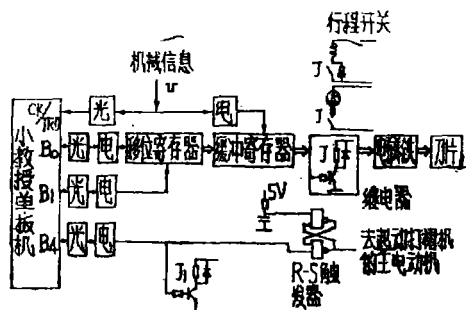 行程开关
机械信息
J
CK/
光
电
J
小教授单板机
B₀
光
电
移位寄存器
缓冲寄存器
J
电磁铁
刀片
B₁
光
电
5V
继电器
B4
光
电
去起动打褶机
的主电动机
J₁
R-S触
发器